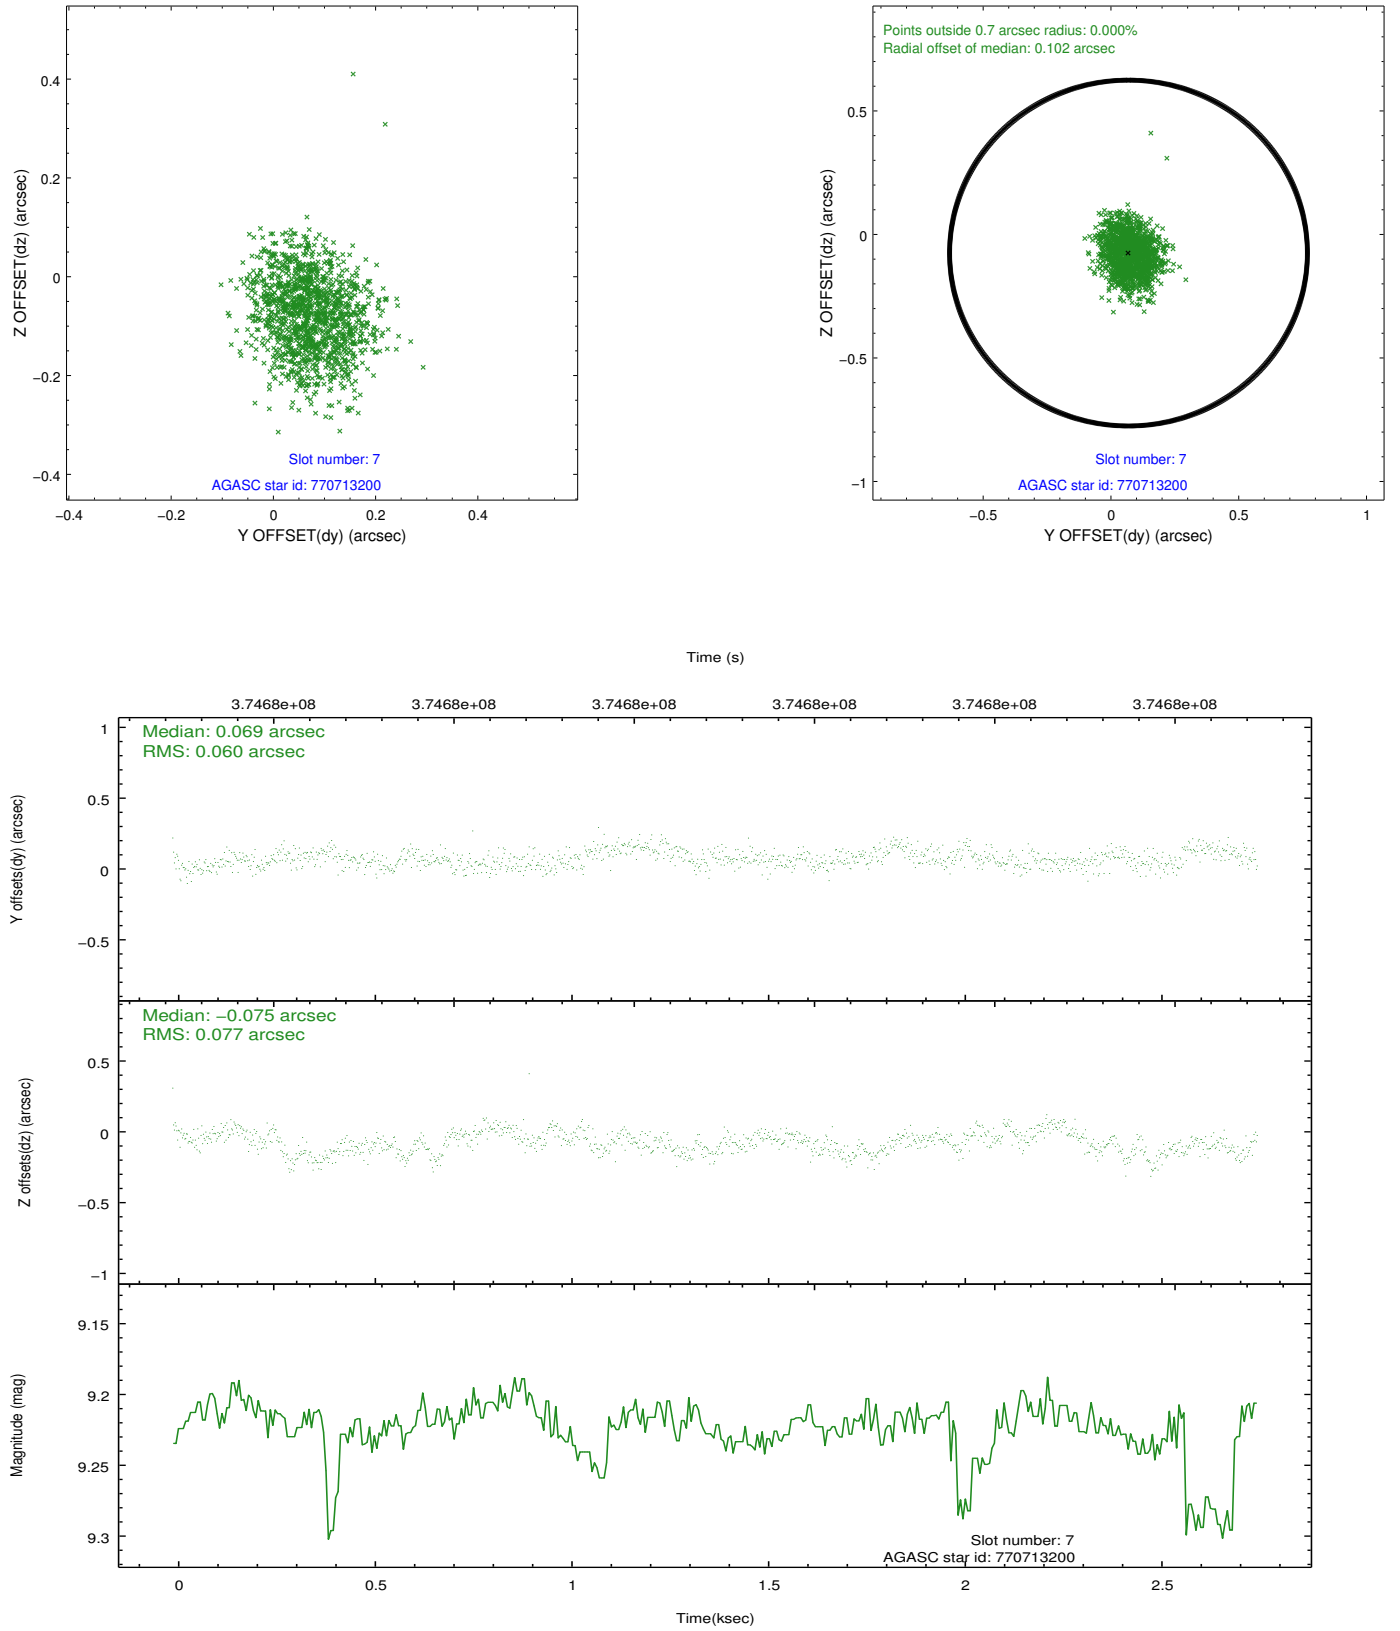 0.4
0.2
0
−0.2
−0.4
Z OFFSET(dz) (arcsec)
Slot number: 7
AGASC star id: 770713200
−0.4 −0.2 0 0.2 0.4
Y OFFSET(dy) (arcsec)
Points outside 0.7 arcsec radius: 0.000%
Radial offset of median: 0.102 arcsec
0.5
0
−0.5
−1
Z OFFSET(dz) (arcsec)
Slot number: 7
AGASC star id: 770713200
−0.5 0 0.5 1
Y OFFSET(dy) (arcsec)
Time (s)
3.7468e+08 3.7468e+08 3.7468e+08 3.7468e+08 3.7468e+08 3.7468e+08
Median: 0.069 arcsec
RMS: 0.060 arcsec
1
0.5
0
−0.5
Y offsets(dy) (arcsec)
Median: −0.075 arcsec
RMS: 0.077 arcsec
0.5
0
−0.5
−1
Z offsets(dz) (arcsec)
9.15
9.2
9.25
9.3
Magnitude (mag)
Slot number: 7
AGASC star id: 770713200
0 0.5 1 1.5 2 2.5
Time(ksec)